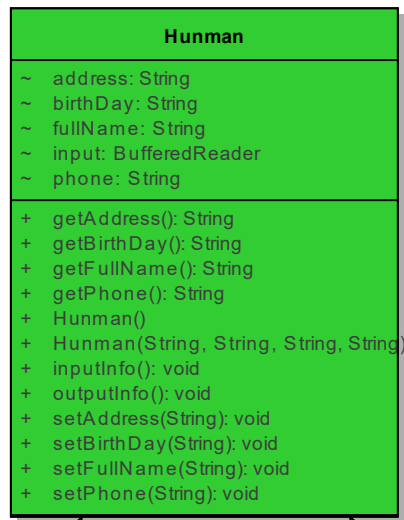 Hunman
~ address: String
~ birthDay: String
~ fullName: String
~ input: BufferedReader
~ phone: String
+ getAddress(): String
+ getBirthDay(): String
+ getFullName(): String
+ getPhone(): String
+ Hunman()
+ Hunman(String, String, String, String)
+ inputInfo(): void
+ outputInfo(): void
+ setAddress(String): void
+ setBirthDay(String): void
+ setFullName(String): void
+ setPhone(String): void